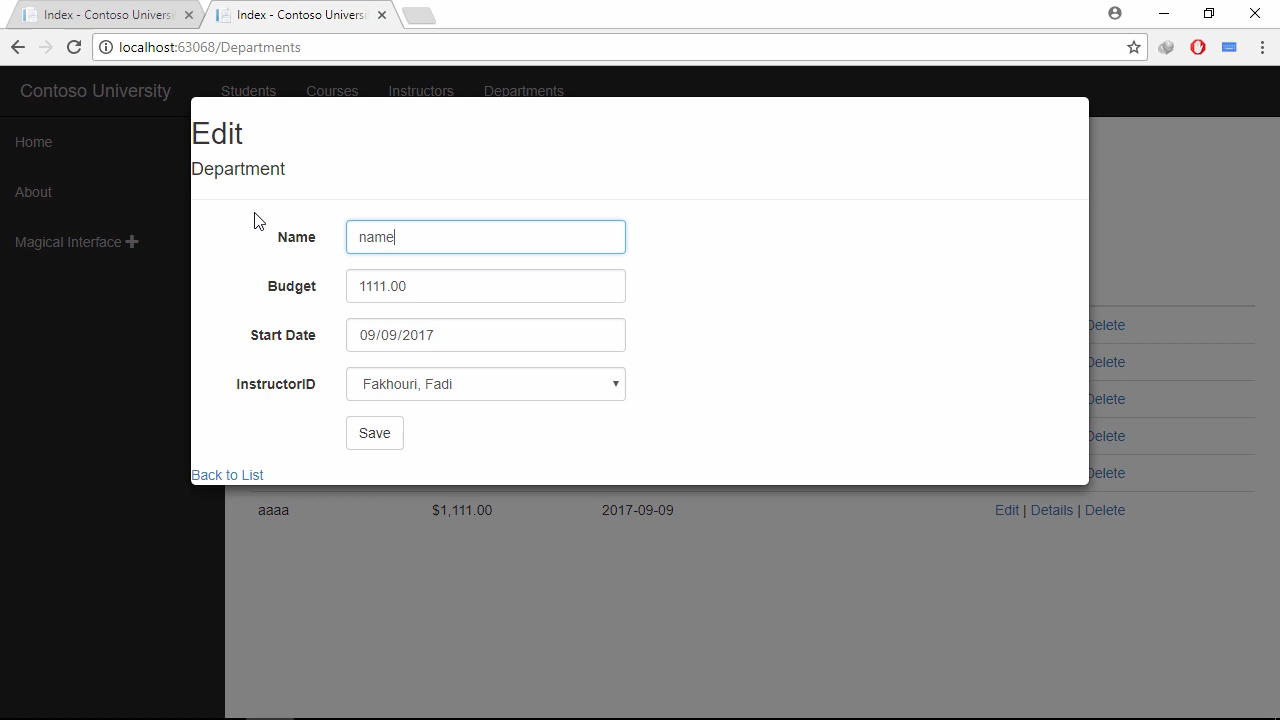 Index - Contoso Universi
Index - Contoso Universi
localhost:63068/Departments
Contoso University Students Courses Instructors Departments
Home
About
Magical Interface
Edit
Department
Name name
Budget 1111.00
Start Date 09/09/2017
InstructorID Fakhouri, Fadi
Save
Back to List
Delete
Delete
Delete
Delete
Delete
aaaa $1,111.00 2017-09-09 Edit | Details | Delete